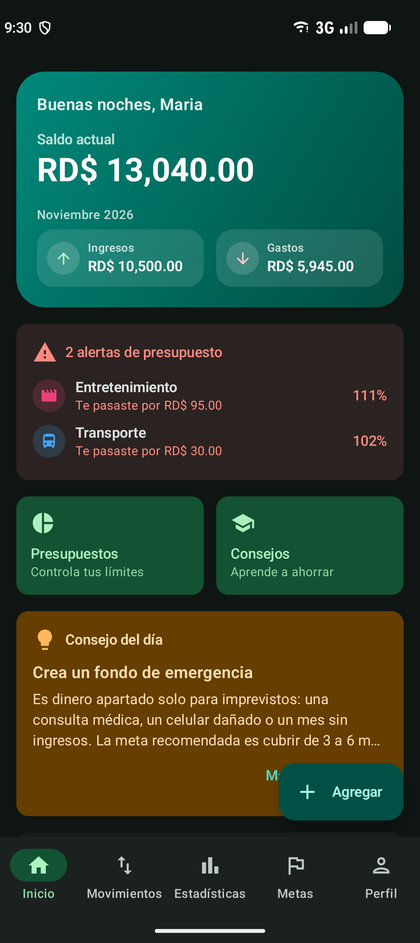 9:30
3G
Buenas noches, Maria
Saldo actual
RD$ 13,040.00
Noviembre 2026
Ingresos
RD$ 10,500.00
Gastos
RD$ 5,945.00
2 alertas de presupuesto
Entretenimiento
Te pasaste por RD$ 95.00
111%
Transporte
Te pasaste por RD$ 30.00
102%
Presupuestos
Controla tus límites
Consejos
Aprende a ahorrar
Consejo del día
Crea un fondo de emergencia
Es dinero apartado solo para imprevistos: una
consulta médica, un celular dañado o un mes sin
ingresos. La meta recomendada es cubrir de 3 a 6 m…
Agregar
Inicio
Movimientos
Estadísticas
Metas
Perfil